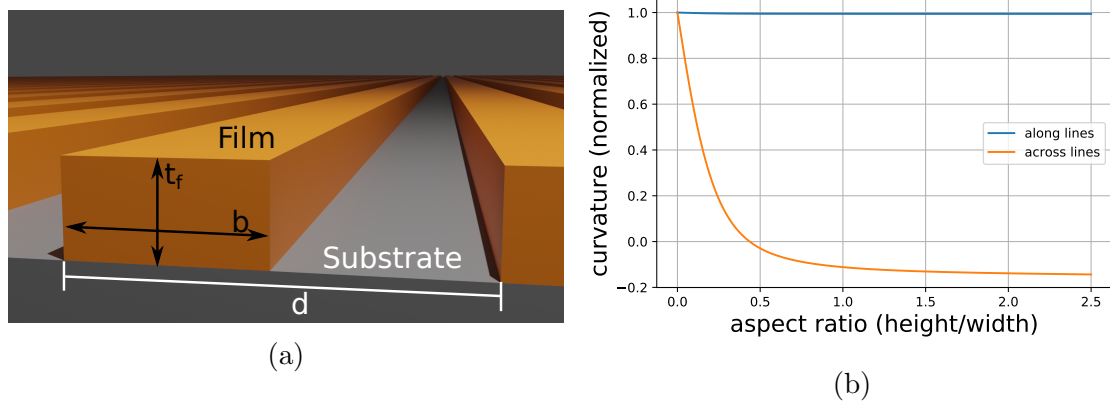 Film
t_f
b
Substrate
d
(a)
curvature (normalized)
1.0
0.8
0.6
0.4
0.2
0.0
−0.2
along lines
across lines
0.0 0.5 1.0 1.5 2.0 2.5
aspect ratio (height/width)
(b)